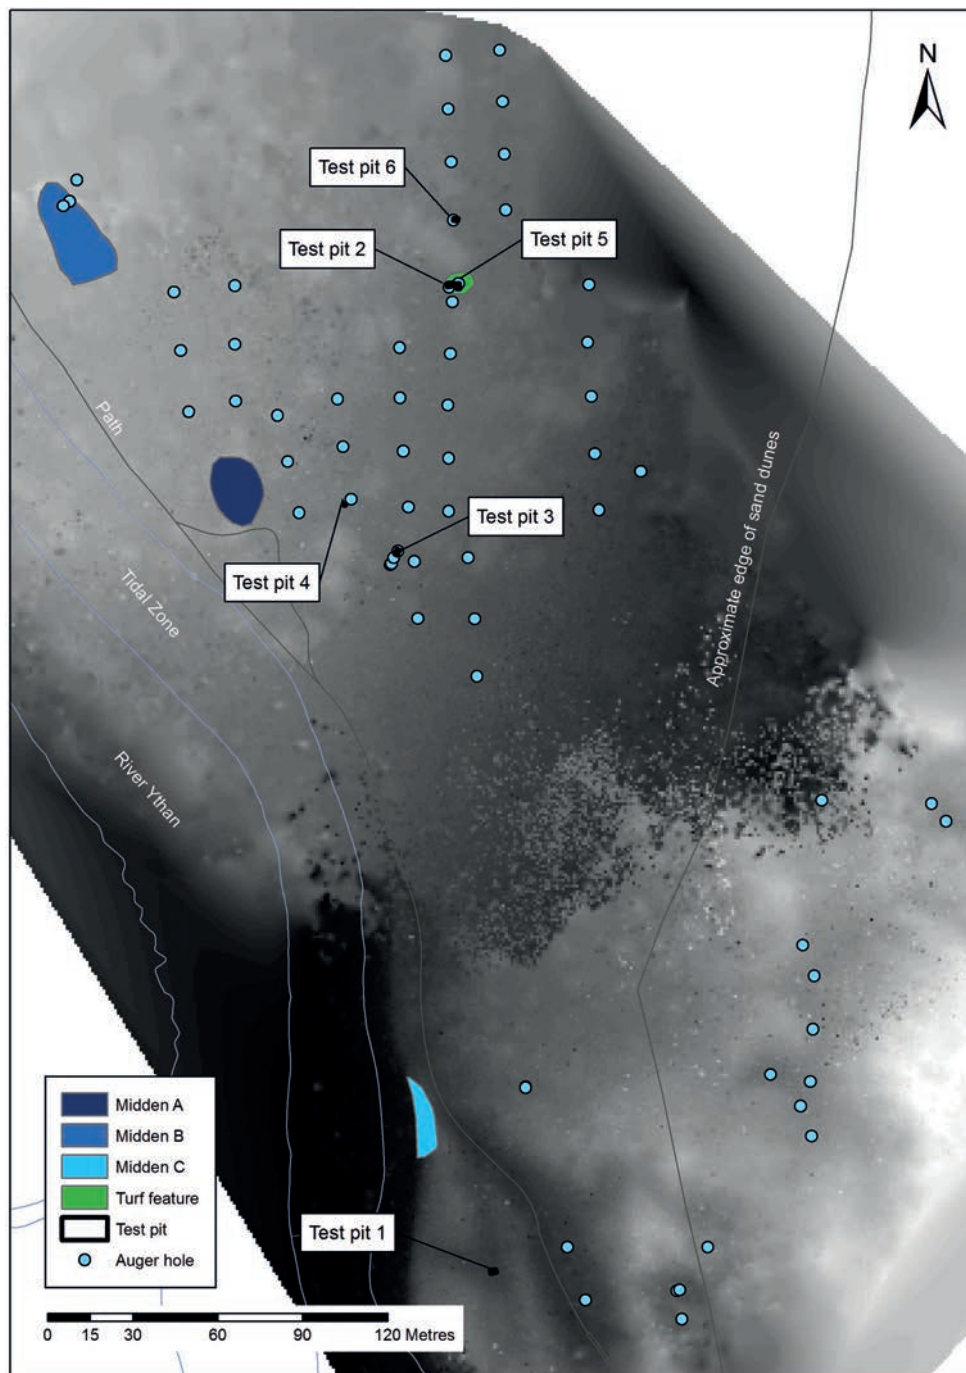 N
Test pit 6
Test pit 2
Test pit 5
Path
Approximate edge of sand dunes
Test pit 3
Test pit 4
Tidal Zone
River Ythan
Midden A
Midden B
Midden C
Turf feature
Test pit
Auger hole
Test pit 1
0 15 30 60 90 120 Metres